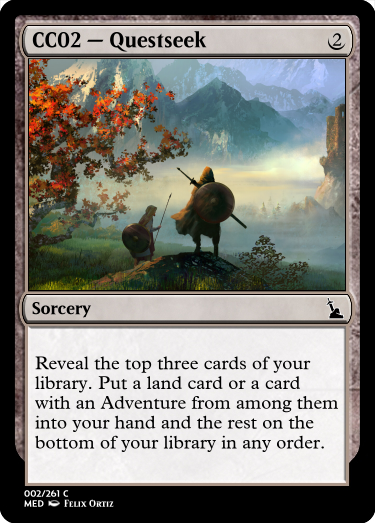 CC02 — Questseek 2
Sorcery
Reveal the top three cards of your
library. Put a land card or a card
with an Adventure from among them
into your hand and the rest on the
bottom of your library in any order.
002/261 C
MED Felix Ortiz